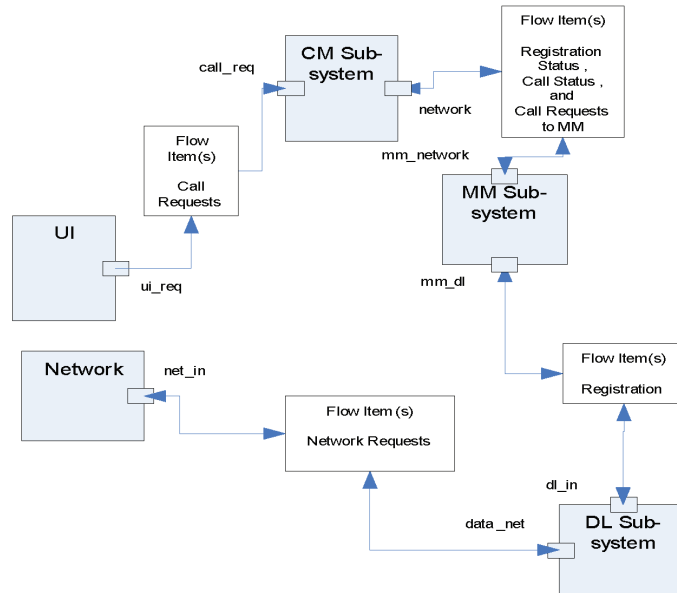 CM Sub-
system
call_req
network
Flow Item(s)
Registration
Status ,
Call Status ,
and
Call Requests
to MM
Flow
Item(s)
Call
Requests
mm_network
MM Sub-
system
UI
ui_req
mm_dl
Network
net_in
Flow Item (s)
Network Requests
Flow Item(s)
Registration
dl_in
data _net
DL Sub-
system